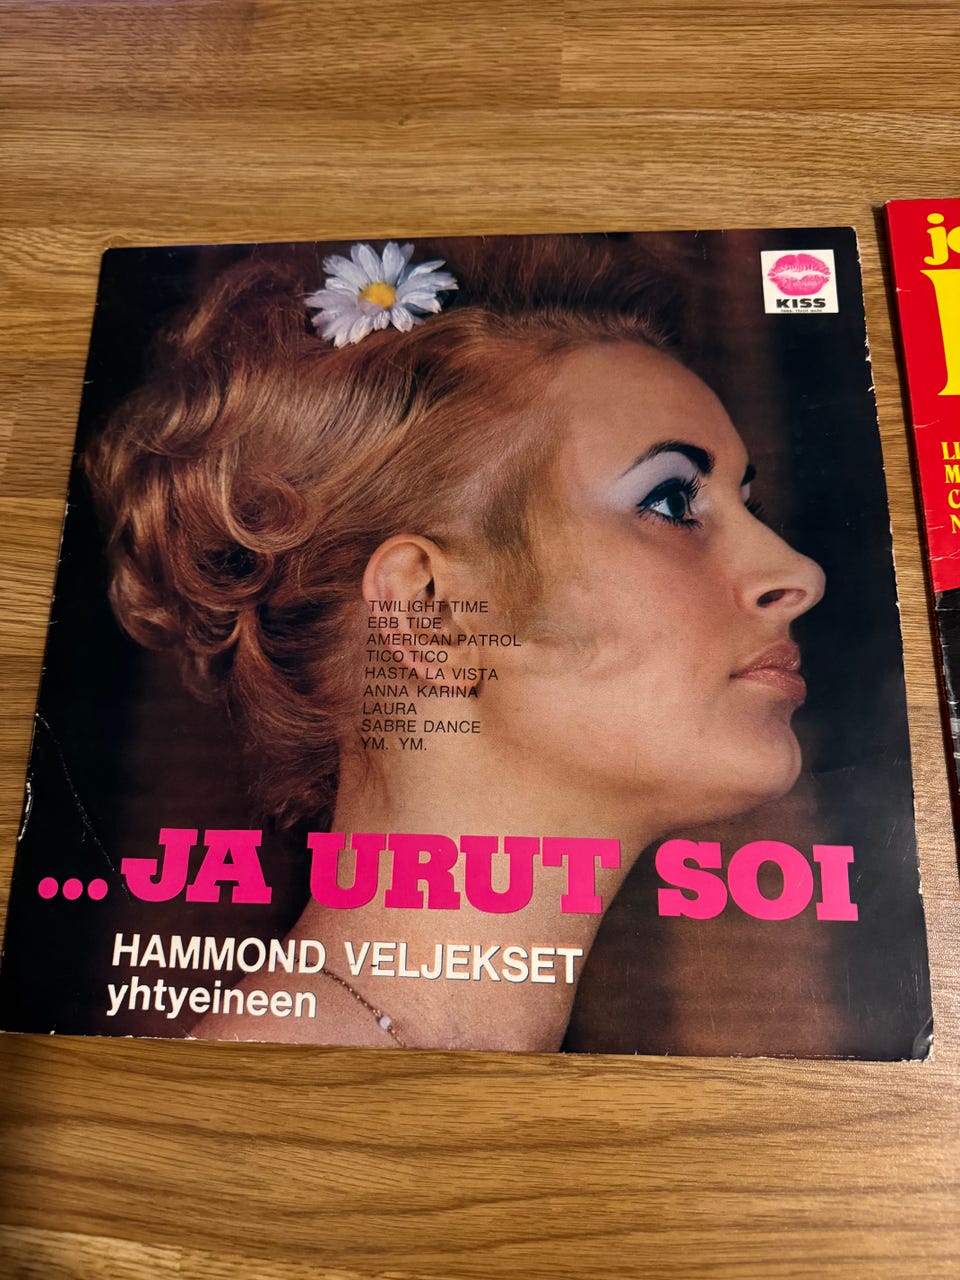 KISS
TWILIGHT TIME
EBB TIDE
AMERICAN PATROL
TICO TICO
HASTA LA VISTA
ANNA KARINA
LAURA
SABRE DANCE
YM. YM.
...JA URUT SOI
HAMMOND VELJEKSET
yhtyeineen